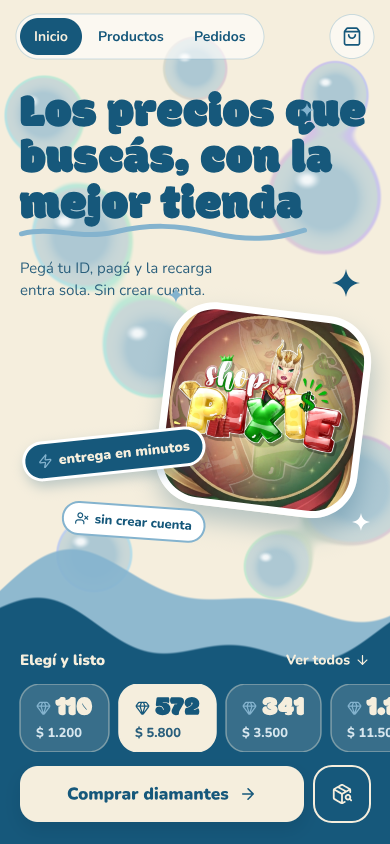 Inicio Productos Pedidos
Los precios que
buscás, con la
mejor tienda
Pegá tu ID, pagá y la recarga
entra sola. Sin crear cuenta.
shop
PIXIE
entrega en minutos
sin crear cuenta
Elegí y listo Ver todos ↓
110 572 341
$ 1.200 $ 5.800 $ 3.500
Comprar diamantes →